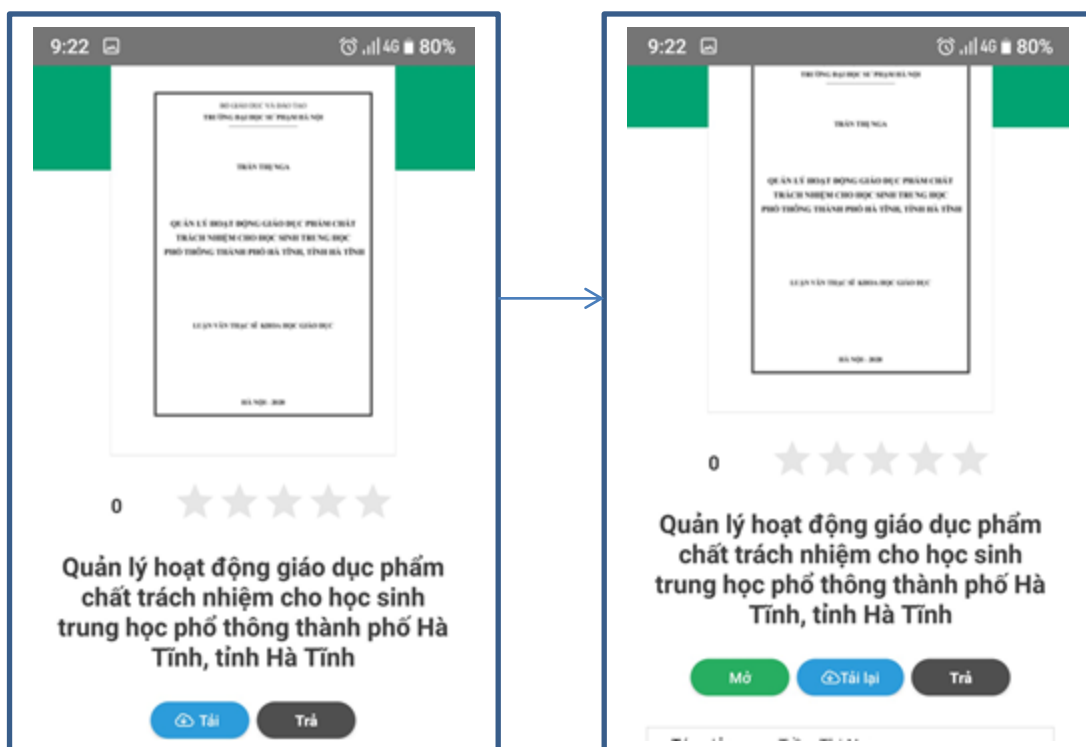 9:22
4G 80%
BỘ GIÁO DỤC VÀ ĐÀO TẠO
TRƯỜNG ĐẠI HỌC SƯ PHẠM HÀ NỘI
TRẦN THỊ NGA
QUẢN LÝ HOẠT ĐỘNG GIÁO DỤC PHẨM CHẤT
TRÁCH NHIỆM CHO HỌC SINH TRUNG HỌC
PHỔ THÔNG THÀNH PHỐ HÀ TĨNH, TỈNH HÀ TĨNH
LUẬN VĂN THẠC SĨ KHOA HỌC GIÁO DỤC
HÀ NỘI - 2020
0
Quản lý hoạt động giáo dục phẩm
chất trách nhiệm cho học sinh
trung học phổ thông thành phố Hà
Tĩnh, tỉnh Hà Tĩnh
Tải
Trả
9:22
4G 80%
TRƯỜNG ĐẠI HỌC SƯ PHẠM HÀ NỘI
TRẦN THỊ NGA
QUẢN LÝ HOẠT ĐỘNG GIÁO DỤC PHẨM CHẤT
TRÁCH NHIỆM CHO HỌC SINH TRUNG HỌC
PHỔ THÔNG THÀNH PHỐ HÀ TĨNH, TỈNH HÀ TĨNH
LUẬN VĂN THẠC SĨ KHOA HỌC GIÁO DỤC
HÀ NỘI - 2020
0
Quản lý hoạt động giáo dục phẩm
chất trách nhiệm cho học sinh
trung học phổ thông thành phố Hà
Tĩnh, tỉnh Hà Tĩnh
Mở
Tải lại
Trả